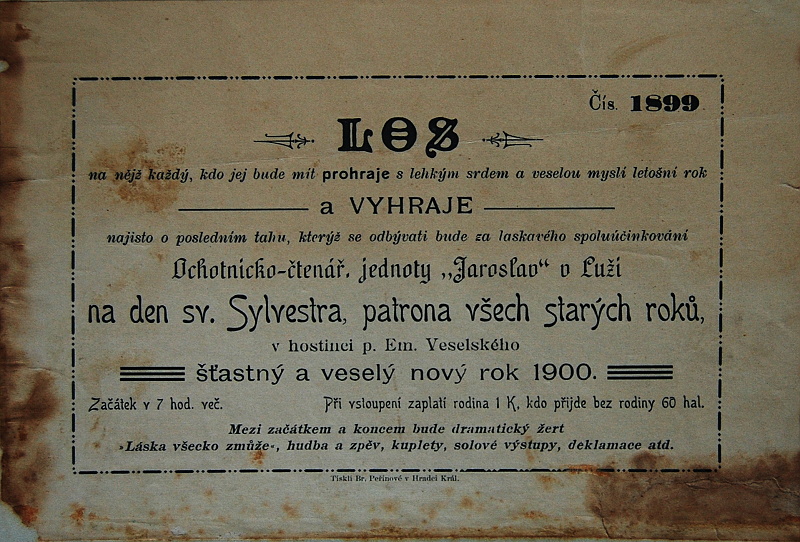 Čís. 1899
LOS
na nějž každý, kdo jej bude mít prohraje s lehkým srdem a veselou myslí letošní rok
a VYHRAJE
najisto o posledním tahu, kterýž se odbývati bude za laskavého spoluúčinkování
Ochotnicko-čtenář. jednoty „Jaroslav“ v Luži
na den sv. Sylvestra, patrona všech starých roků,
v hostinci p. Em. Veselského
šťastný a veselý nový rok 1900.
Začátek v 7 hod. več. Při vstoupení zaplatí rodina 1 K, kdo přijde bez rodiny 60 hal.
Mezi začátkem a koncem bude dramatický žert
»Láska všecko zmůže«, hudba a zpěv, kuplety, solové výstupy, deklamace atd.
Tiskli Br. Peřinové v Hradci Král.